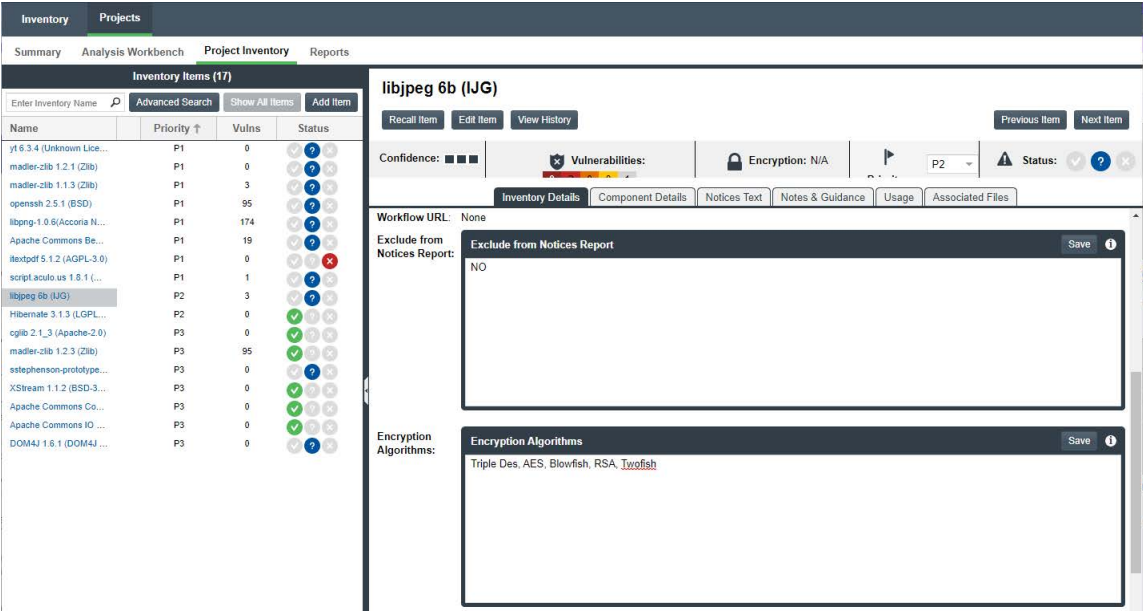 Inventory Projects
Summary Analysis Workbench Project Inventory Reports
Inventory Items (17)
Enter Inventory Name Advanced Search Show All Items Add Item
Name Priority ↑ Vulns Status
yt 6.3.4 (Unknown Lice... P1 0
madler-zlib 1.2.1 (Zlib) P1 0
madler-zlib 1.1.3 (Zlib) P1 3
openssh 2.5.1 (BSD) P1 95
libpng-1.0.6(Accoria N... P1 174
Apache Commons Be... P1 19
itextpdf 5.1.2 (AGPL-3.0) P1 0
script.aculo.us 1.8.1 (... P1 1
libjpeg 6b (IJG) P2 3
Hibernate 3.1.3 (LGPL... P2 0
cglib 2.1_3 (Apache-2.0) P3 0
madler-zlib 1.2.3 (Zlib) P3 95
sstephenson-prototype... P3 0
XStream 1.1.2 (BSD-3... P3 0
Apache Commons Co... P3 0
Apache Commons IO ... P3 0
DOM4J 1.6.1 (DOM4J ... P3 0
libjpeg 6b (IJG)
Recall Item Edit Item View History Previous Item Next Item
Confidence: Vulnerabilities: Encryption: N/A P2 Status:
Inventory Details Component Details Notices Text Notes & Guidance Usage Associated Files
Workflow URL: None
Exclude from
Notices Report:
Exclude from Notices Report Save
NO
Encryption
Algorithms:
Encryption Algorithms Save
Triple Des, AES, Blowfish, RSA, Twofish